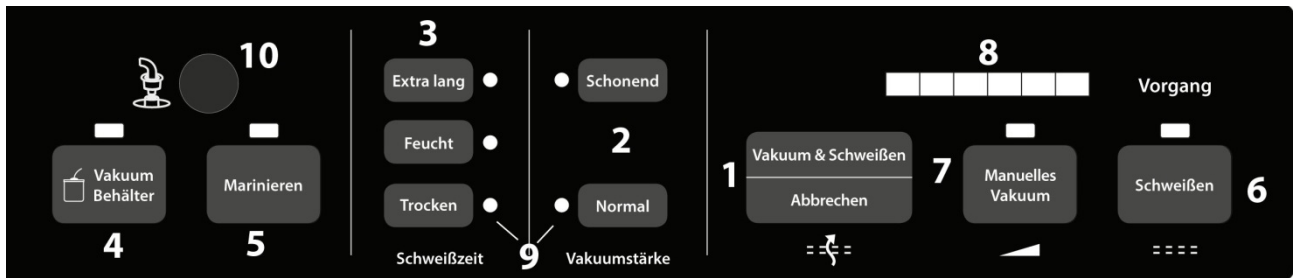 10
Vakuum
Behälter
4
Marinieren
5
3
Extra lang
Feucht
Trocken
Schweißzeit
9
Schonend
2
Normal
Vakuumstärke
8
Vorgang
1
Vakuum & Schweißen
Abbrechen
7
Manuelles
Vakuum
Schweißen
6